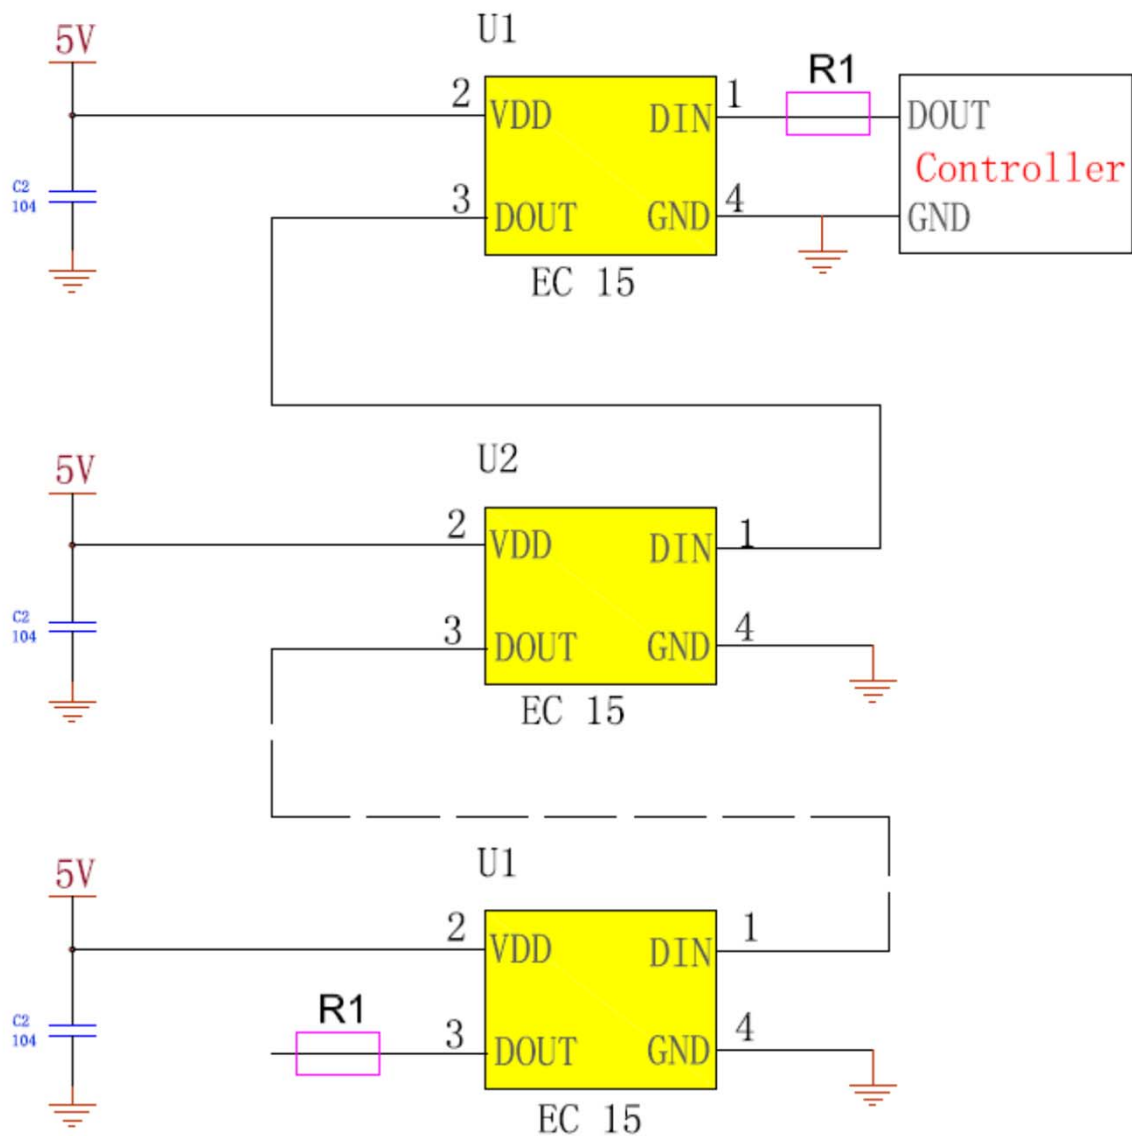 U1
5V
2 VDD DIN 1 R1 DOUT
Controller
C2
104
3 DOUT GND 4 GND
EC 15
U2
5V
2 VDD DIN 1
C2
104
3 DOUT GND 4
EC 15
U1
5V
2 VDD DIN 1
R1
C2
104
3 DOUT GND 4
EC 15